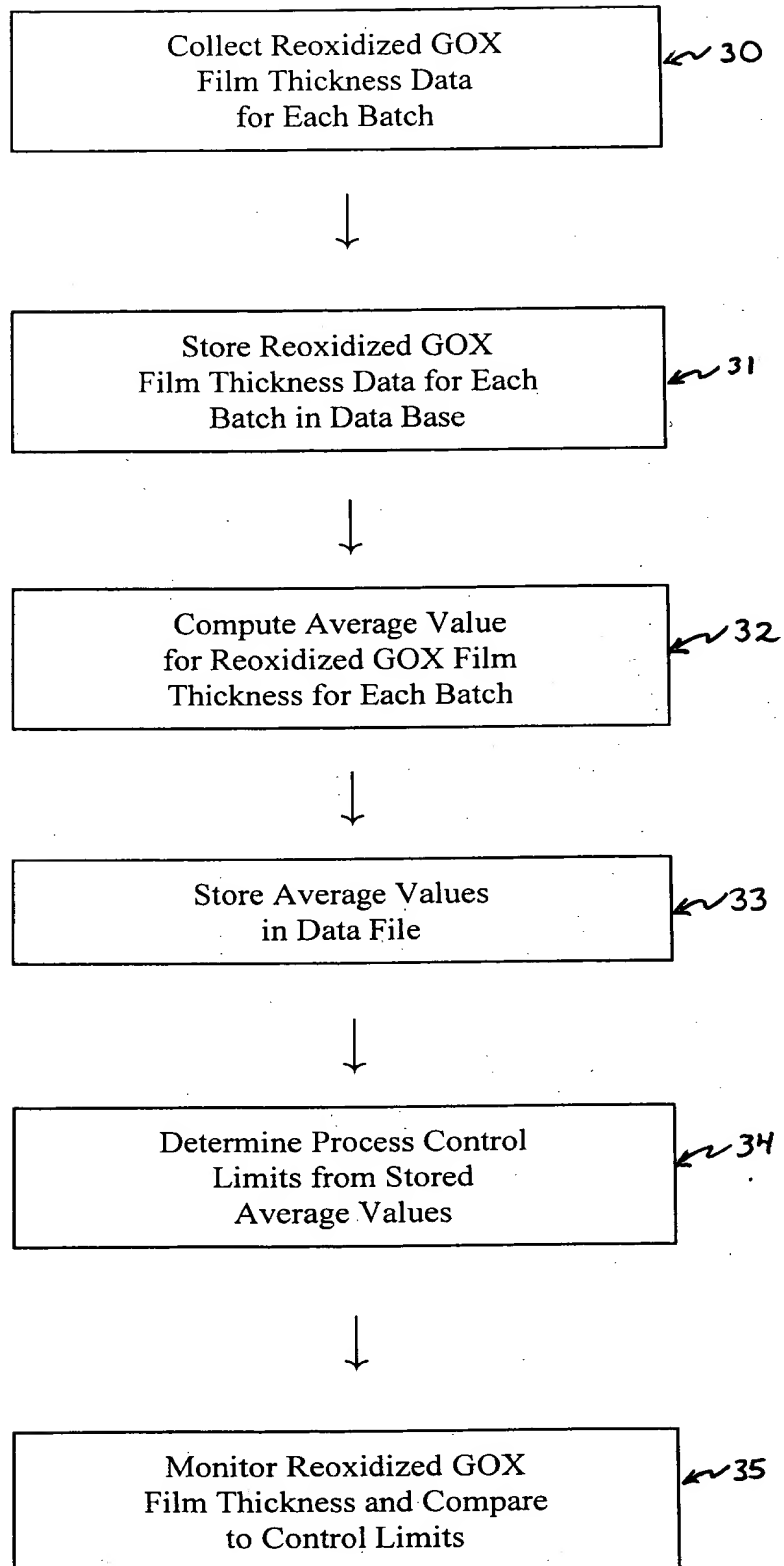 Collect Reoxidized GOX
Film Thickness Data
for Each Batch
30
Store Reoxidized GOX
Film Thickness Data for Each
Batch in Data Base
31
Compute Average Value
for Reoxidized GOX Film
Thickness for Each Batch
32
Store Average Values
in Data File
33
Determine Process Control
Limits from Stored
Average Values
34
Monitor Reoxidized GOX
Film Thickness and Compare
to Control Limits
35